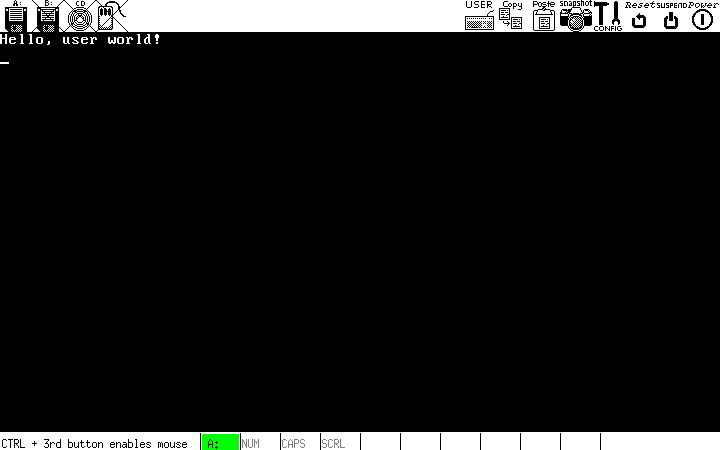 A: B: CD USER Copy Paste snapshot CONFIG Reset SUSPEND Power
Hello, user world!
CTRL + 3rd button enables mouse A: NUM CAPS SCRL